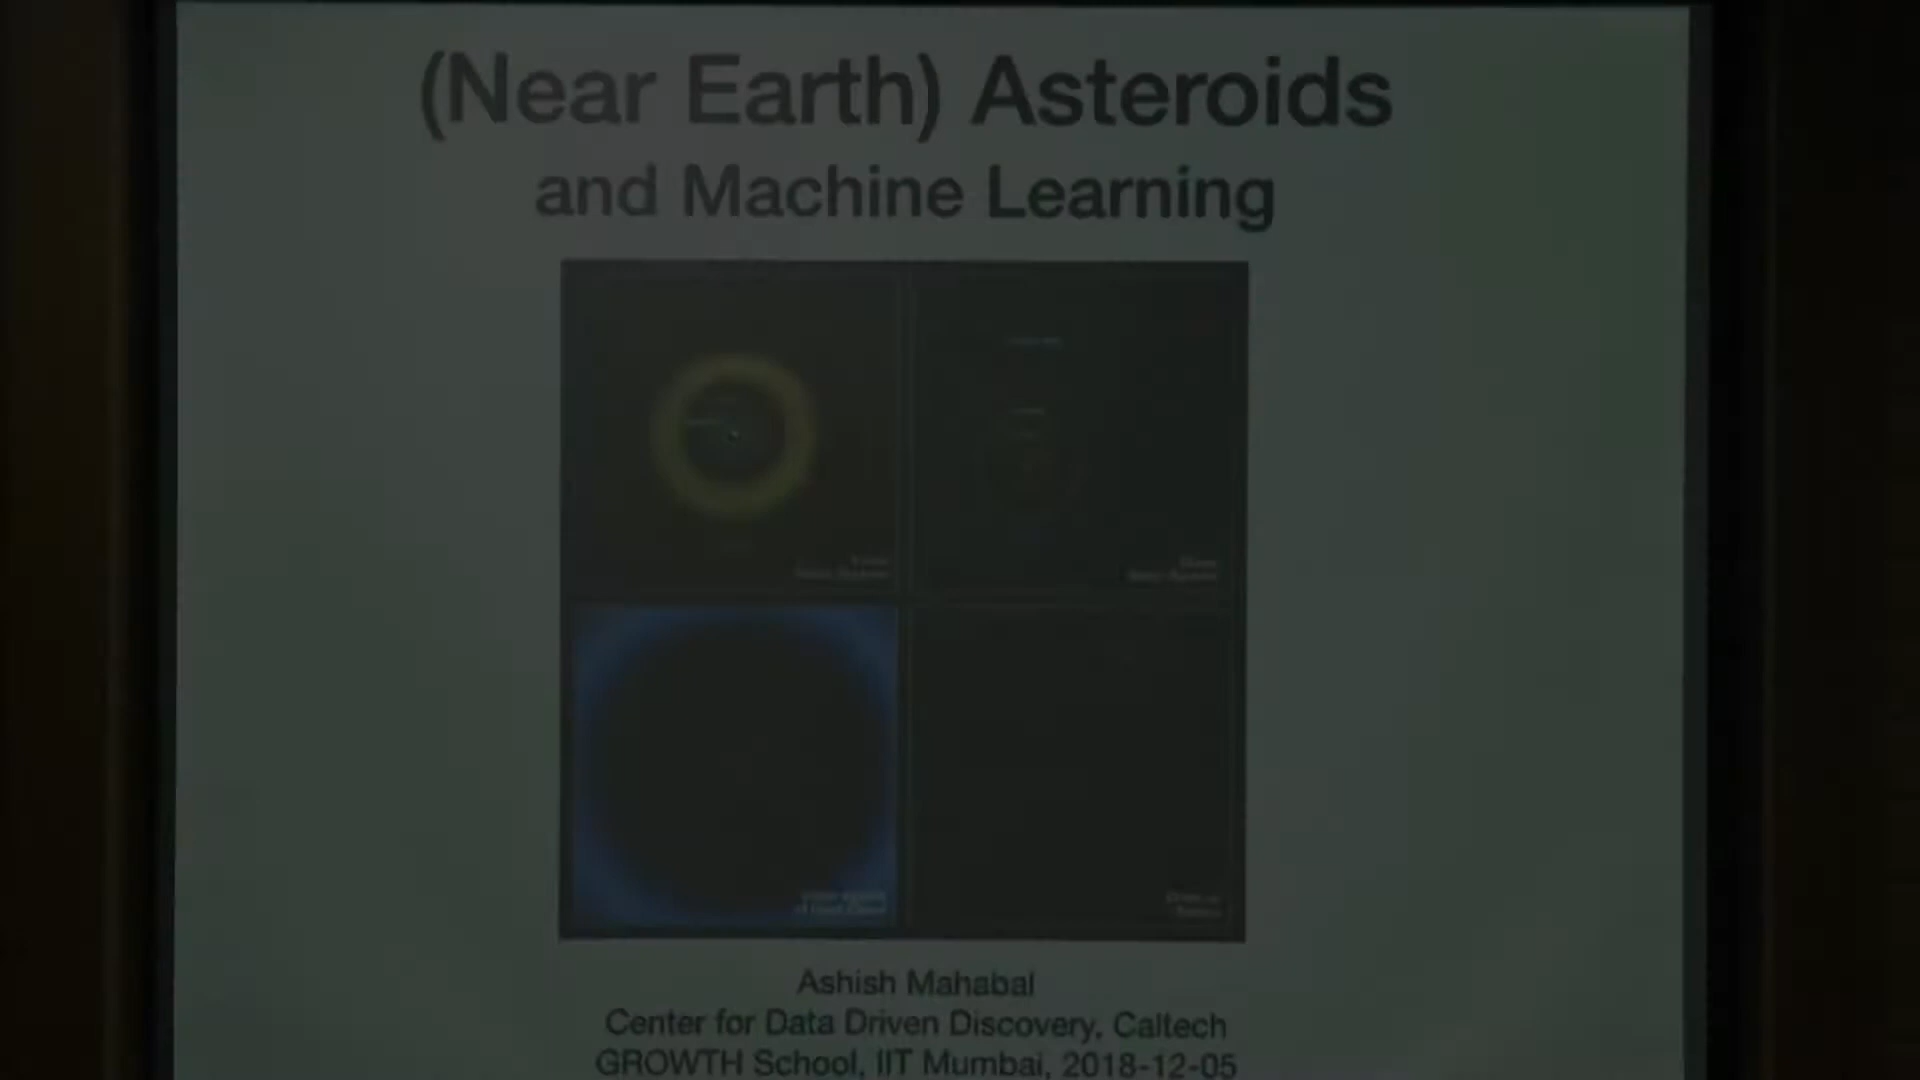 (Near Earth) Asteroids
and Machine Learning
Ashish Mahabal
Center for Data Driven Discovery, Caltech
GROWTH School, IIT Mumbai, 2018-12-05